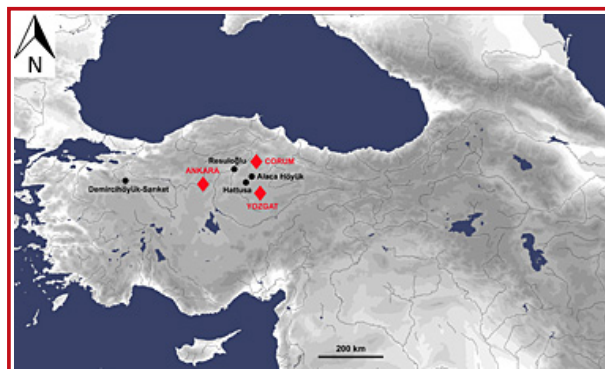 N
Resuloğlu
ÇORUM
ANKARA
Alaca Höyük
Demircihöyük-Sarıket
Hattusa
YOZGAT
200 km